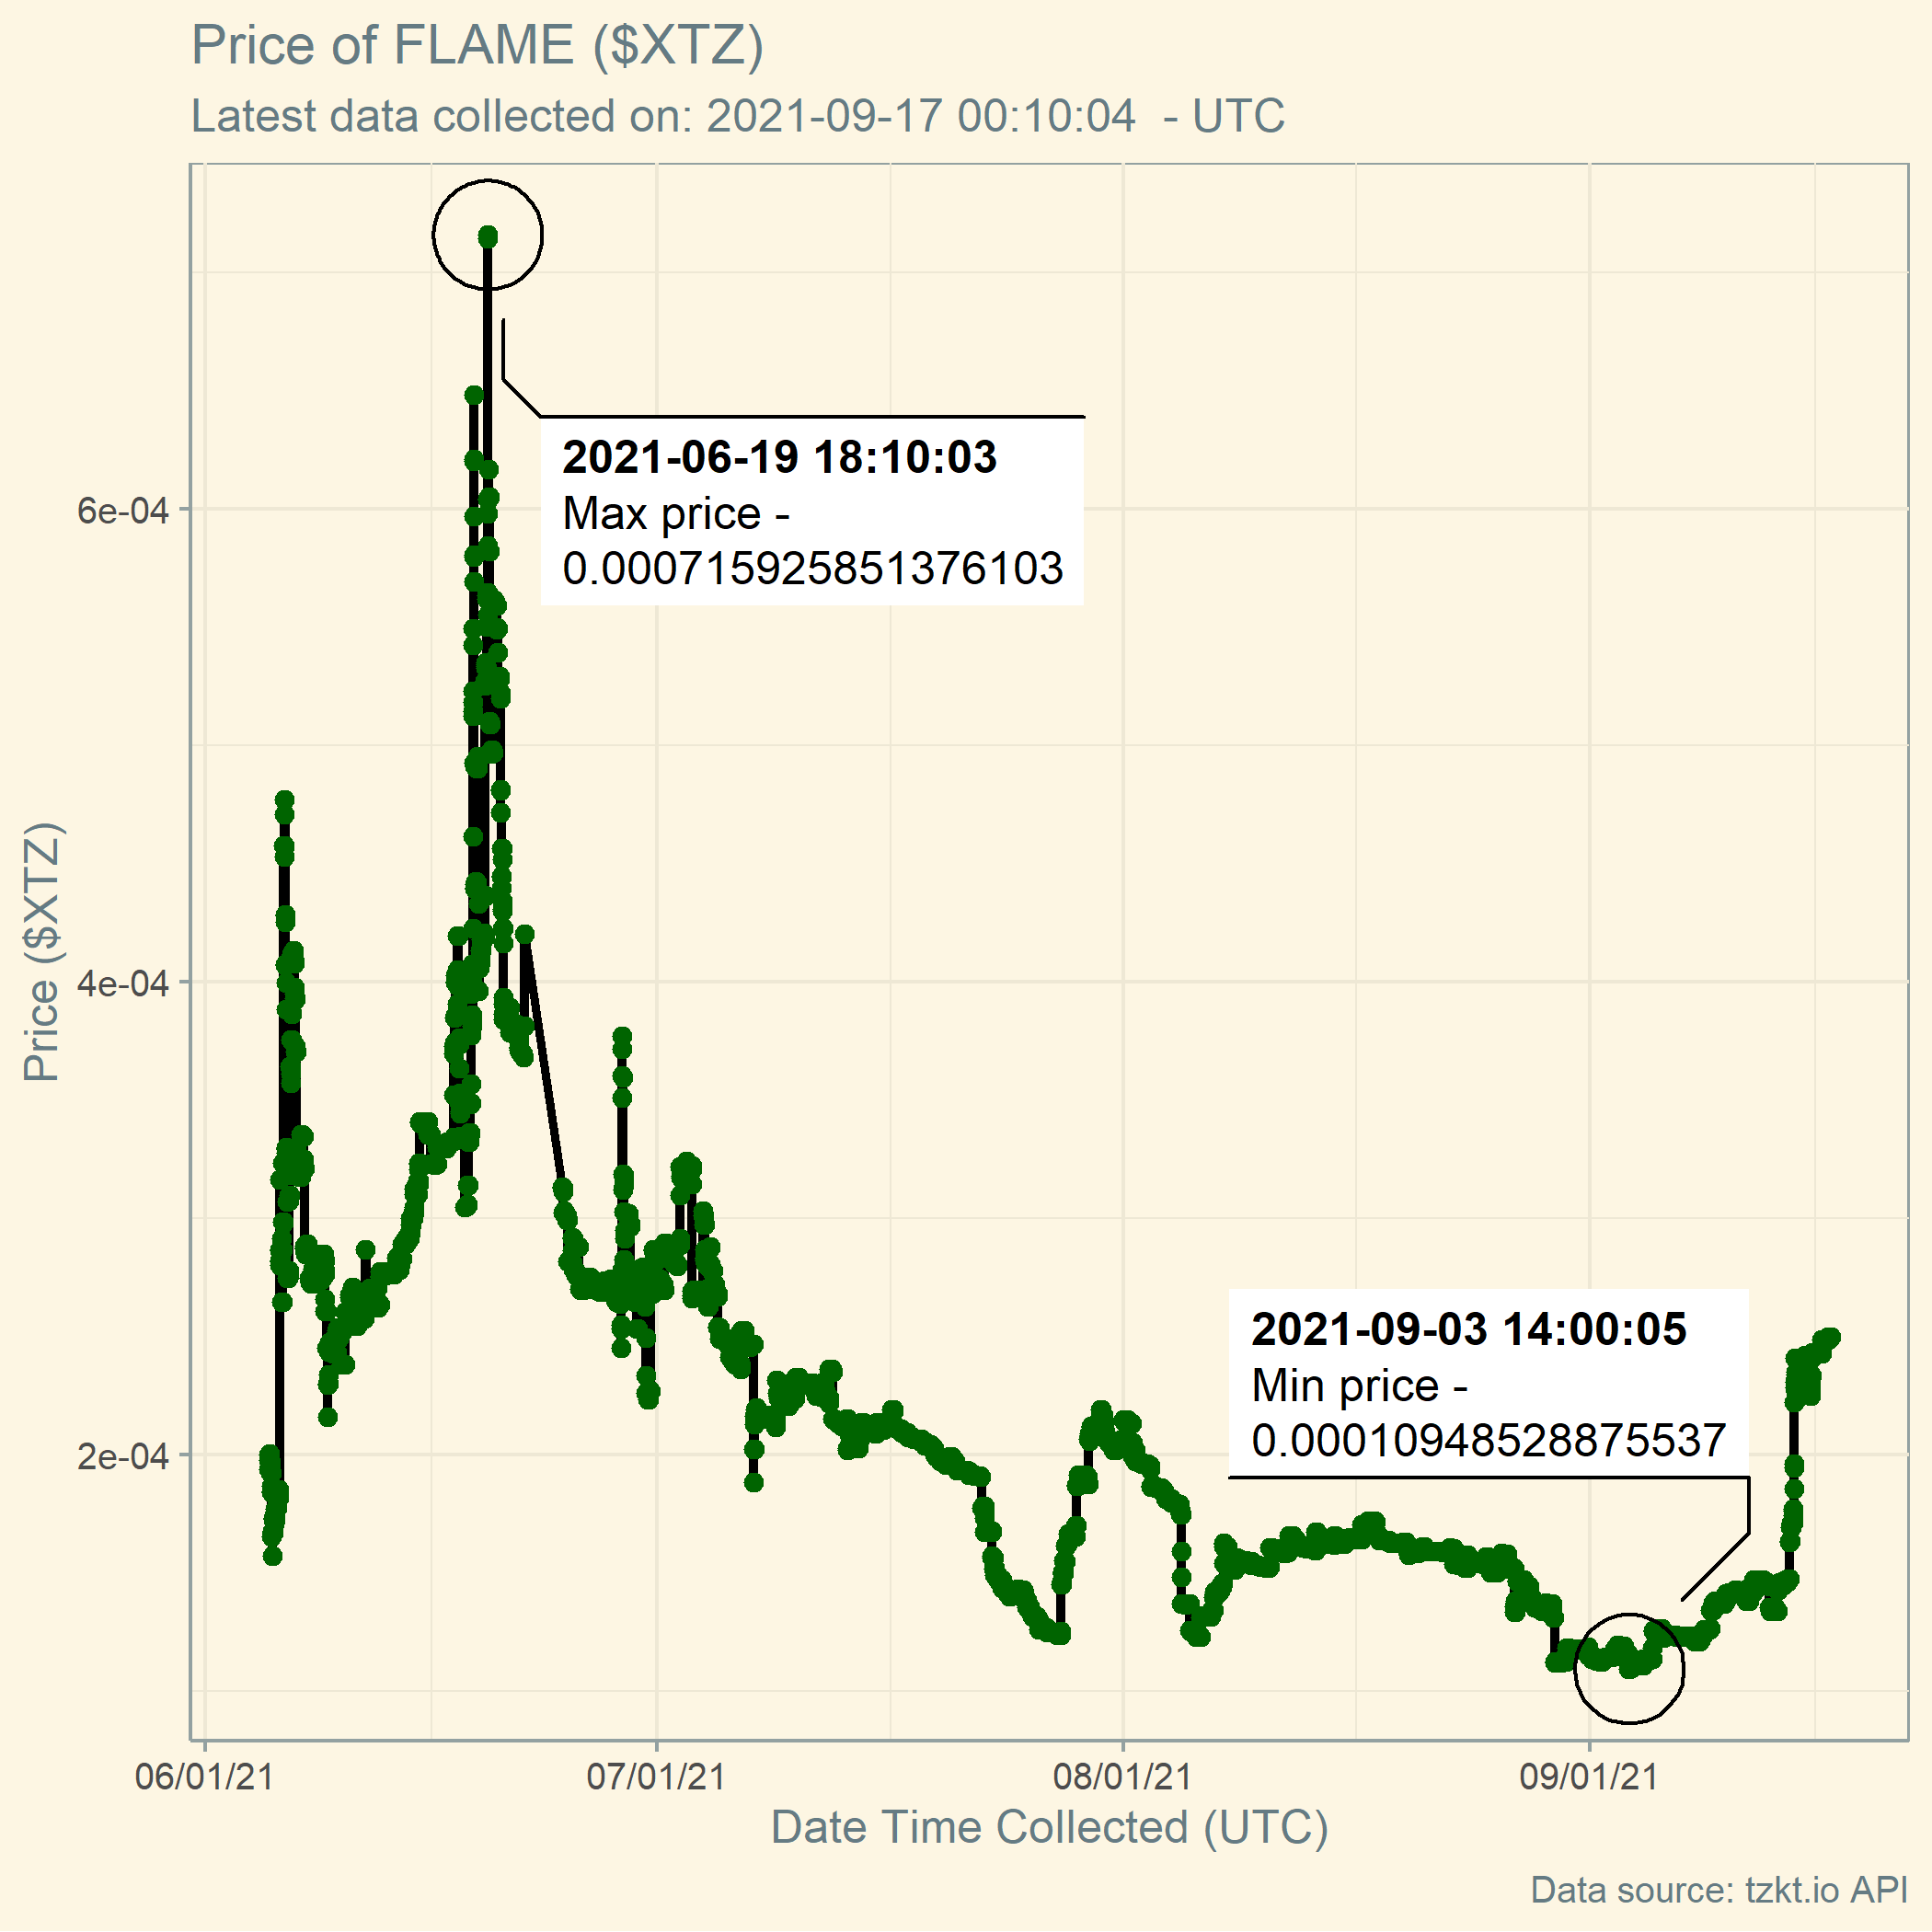 Price of FLAME ($XTZ)
Latest data collected on: 2021-09-17 00:10:04  - UTC
2021-06-19 18:10:03
Max price -
0.000715925851376103
6e-04
4e-04
2e-04
Price ($XTZ)
2021-09-03 14:00:05
Min price -
0.00010948528875537
06/01/21
07/01/21
08/01/21
09/01/21
Date Time Collected (UTC)
Data source: tzkt.io API